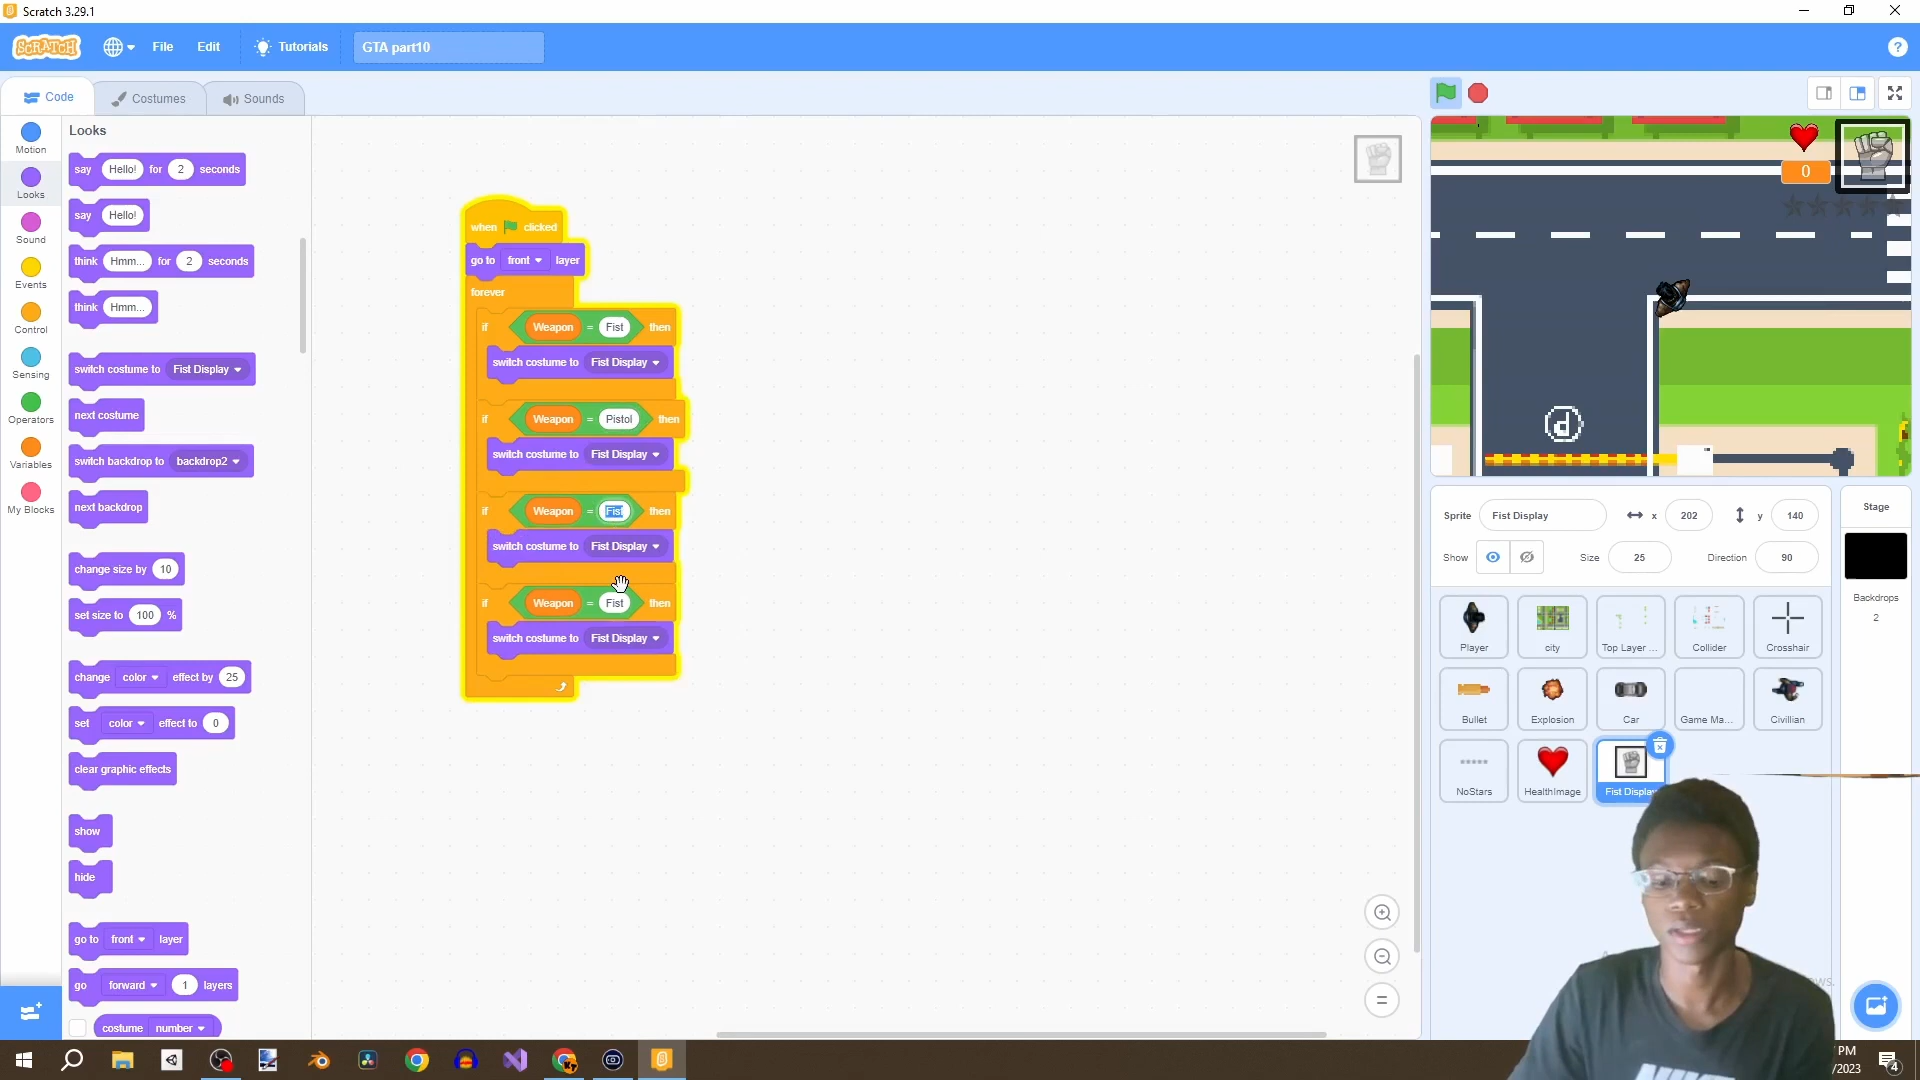 Scratch 3.29.1
SCRATCH File Edit Tutorials GTA part10
Code Costumes Sounds
Motion
Looks
Sound
Events
Control
Sensing
Operators
Variables
My Blocks
Looks
say Hello! for 2 seconds
say Hello!
think Hmm... for 2 seconds
think Hmm...
switch costume to Fist Display
next costume
switch backdrop to backdrop2
next backdrop
change size by 10
set size to 100 %
change color effect by 25
set color effect to 0
clear graphic effects
show
hide
go to front layer
go forward 1 layers
costume number
when clicked
go to front layer
forever
if Weapon = Fist then
switch costume to Fist Display
if Weapon = Pistol then
switch costume to Fist Display
if Weapon = Fist then
switch costume to Fist Display
if Weapon = Fist then
switch costume to Fist Display
0
d
Sprite Fist Display x 202 y 140
Show Size 25 Direction 90
Player city Top Layer ... Collider Crosshair
Bullet Explosion Car Game Ma... Civillian
NoStars HealthImage Fist Display
Stage
Backdrops
2
PM
/2023
4